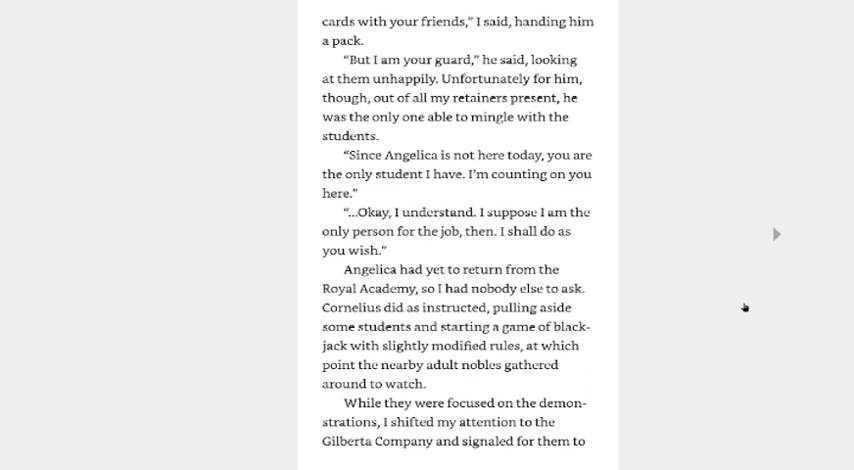 cards with your friends,” I said, handing him
a pack.
“But I am your guard,” he said, looking
at them unhappily. Unfortunately for him,
though, out of all my retainers present, he
was the only one able to mingle with the
students.
“Since Angelica is not here today, you are
the only student I have. I’m counting on you
here.”
“...Okay, I understand. I suppose I am the
only person for the job, then. I shall do as
you wish.”
Angelica had yet to return from the
Royal Academy, so I had nobody else to ask.
Cornelius did as instructed, pulling aside
some students and starting a game of black-
jack with slightly modified rules, at which
point the nearby adult nobles gathered
around to watch.
While they were focused on the demon-
strations, I shifted my attention to the
Gilberta Company and signaled for them to